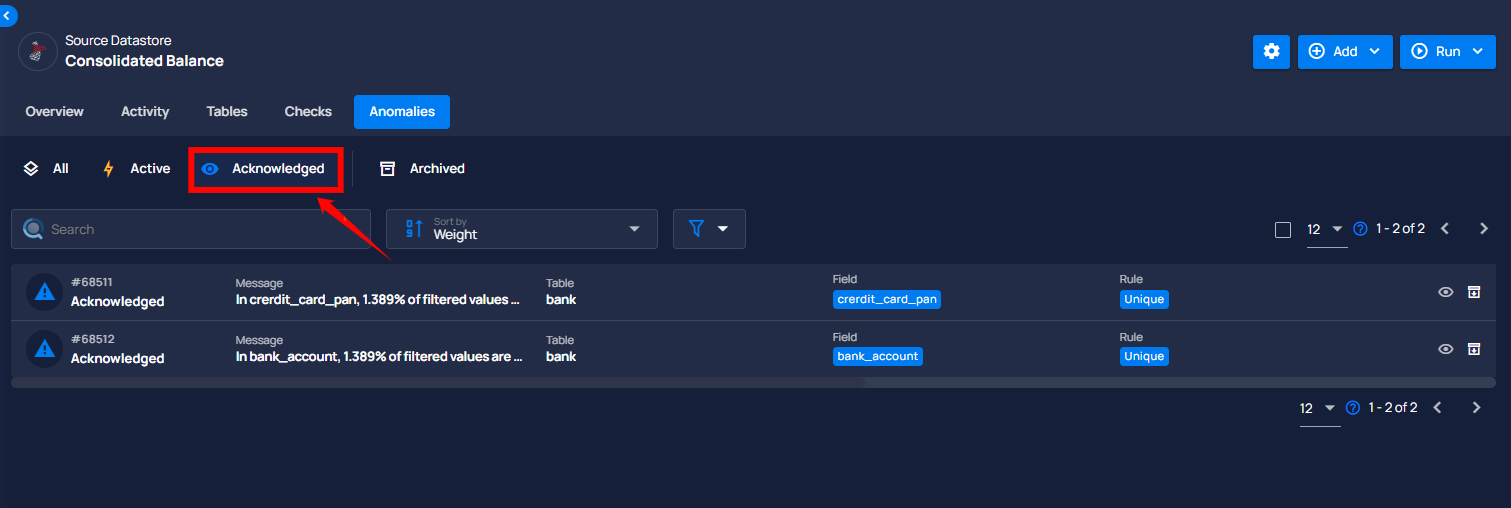 Source Datastore
Consolidated Balance
Add
Run
Overview Activity Tables Checks Anomalies
All Active Acknowledged Archived
Search
Sort by
Weight
12 1 - 2 of 2
#68511
Acknowledged
Message
In crerdit_card_pan, 1.389% of filtered values ...
Table
bank
Field
crerdit_card_pan
Rule
Unique
#68512
Acknowledged
Message
In bank_account, 1.389% of filtered values are ...
Table
bank
Field
bank_account
Rule
Unique
12 1 - 2 of 2